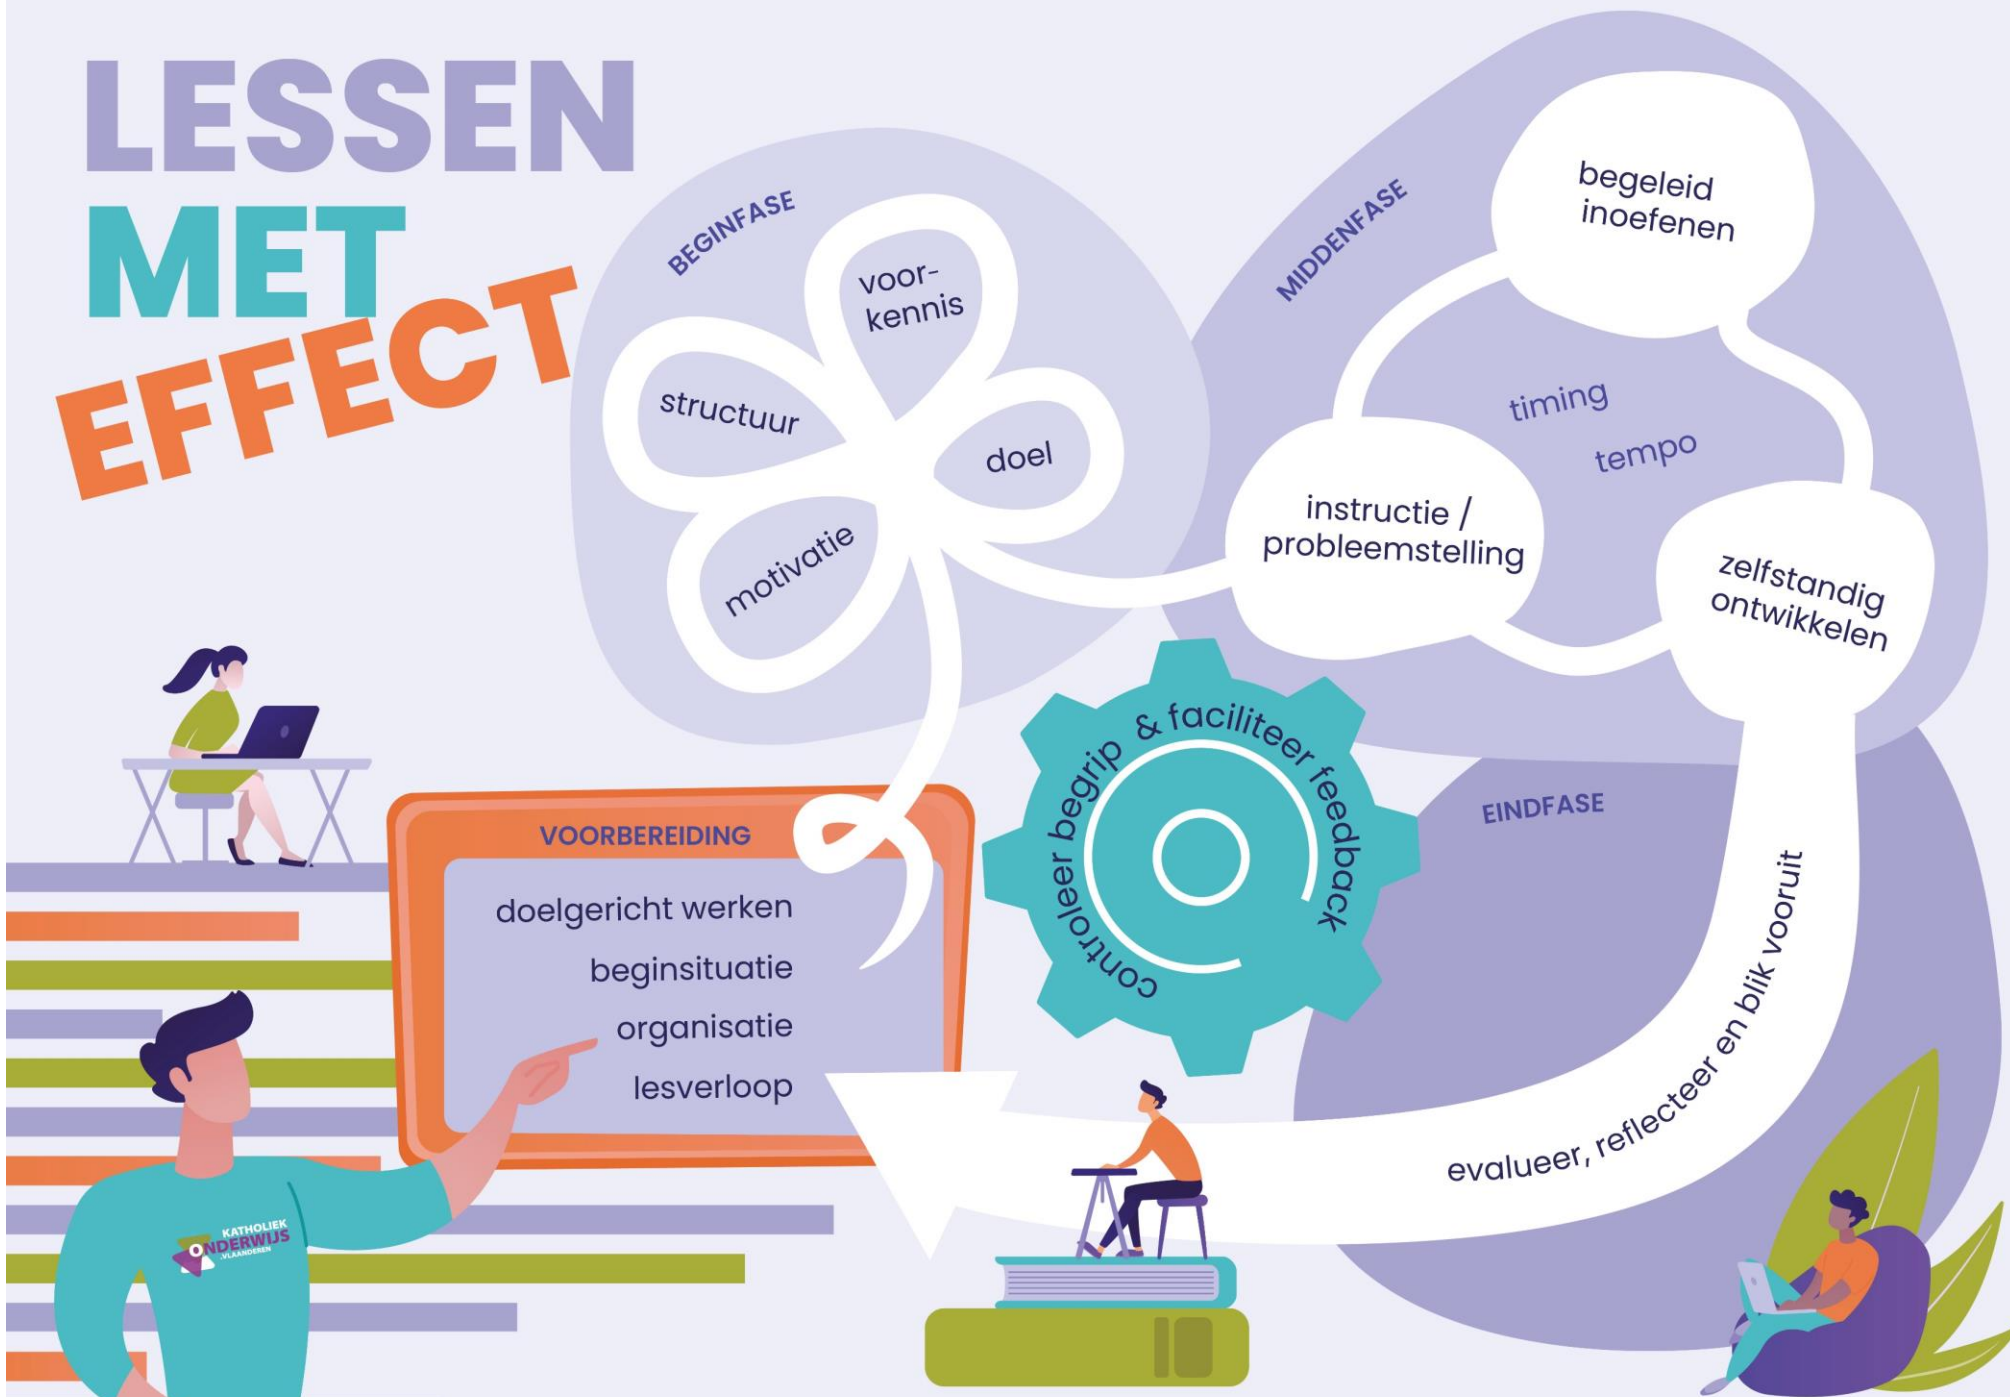 LESSEN
MET
EFFECT
BEGINFASE
voor-
kennis
structuur
doel
motivatie
MIDDENFASE
begeleid
inoefenen
timing
tempo
instructie /
probleemstelling
zelfstandig
ontwikkelen
controleer begrip & faciliteer feedback
EINDFASE
evalueer, reflecteer en blik vooruit
VOORBEREIDING
doelgericht werken
beginsituatie
organisatie
lesverloop
KATHOLIEK
ONDERWIJS
.VLAANDEREN